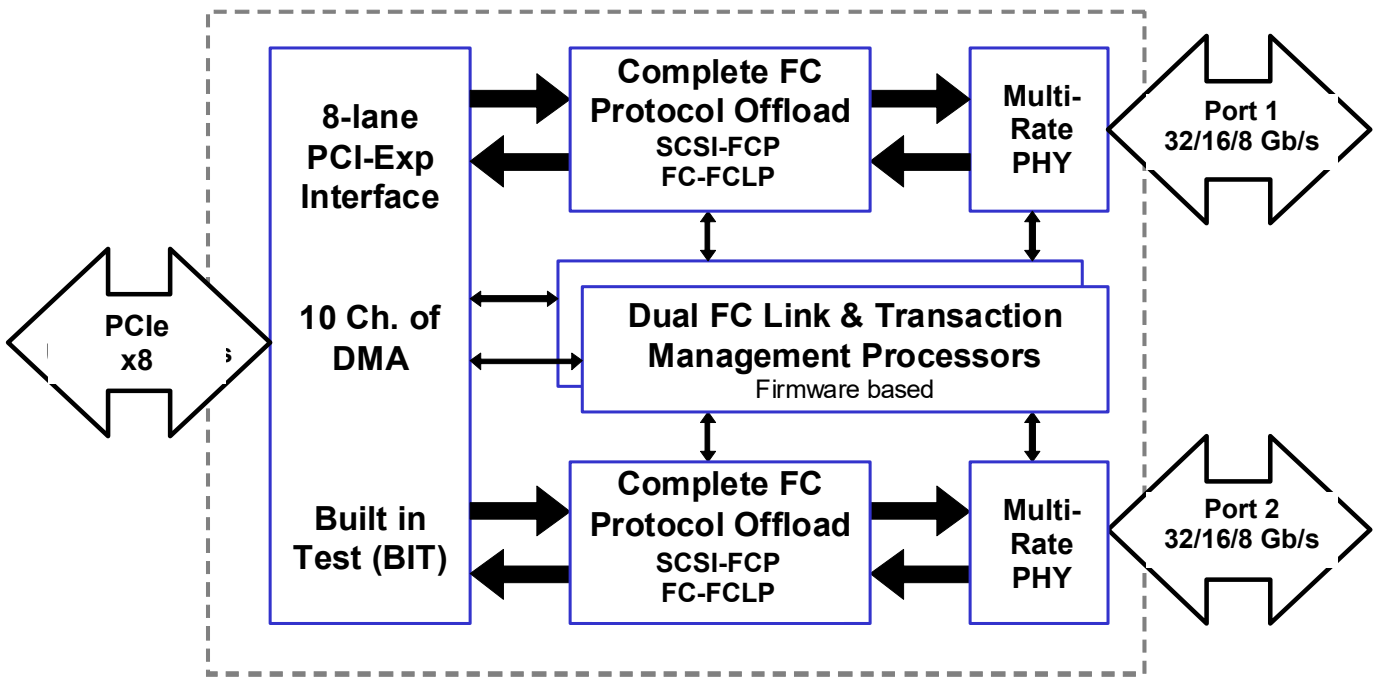 8-lane
PCI-Exp
Interface
10 Ch. of
DMA
Built in
Test (BIT)
Complete FC
Protocol Offload
SCSI-FCP
FC-FCLP
Multi-
Rate
PHY
Port 1
32/16/8 Gb/s
PCIe
x8
s
Dual FC Link & Transaction
Management Processors
Firmware based
Complete FC
Protocol Offload
SCSI-FCP
FC-FCLP
Multi-
Rate
PHY
Port 2
32/16/8 Gb/s